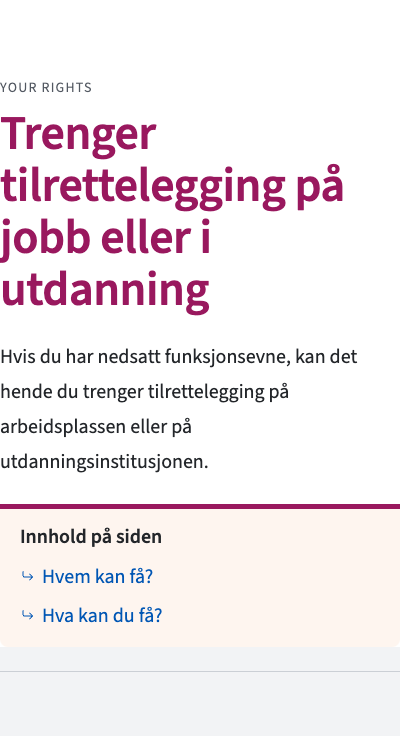 YOUR RIGHTS
Trenger
tilrettelegging på
jobb eller i
utdanning
Hvis du har nedsatt funksjonsevne, kan det
hende du trenger tilrettelegging på
arbeidsplassen eller på
utdanningsinstitusjonen.
Innhold på siden
Hvem kan få?
Hva kan du få?